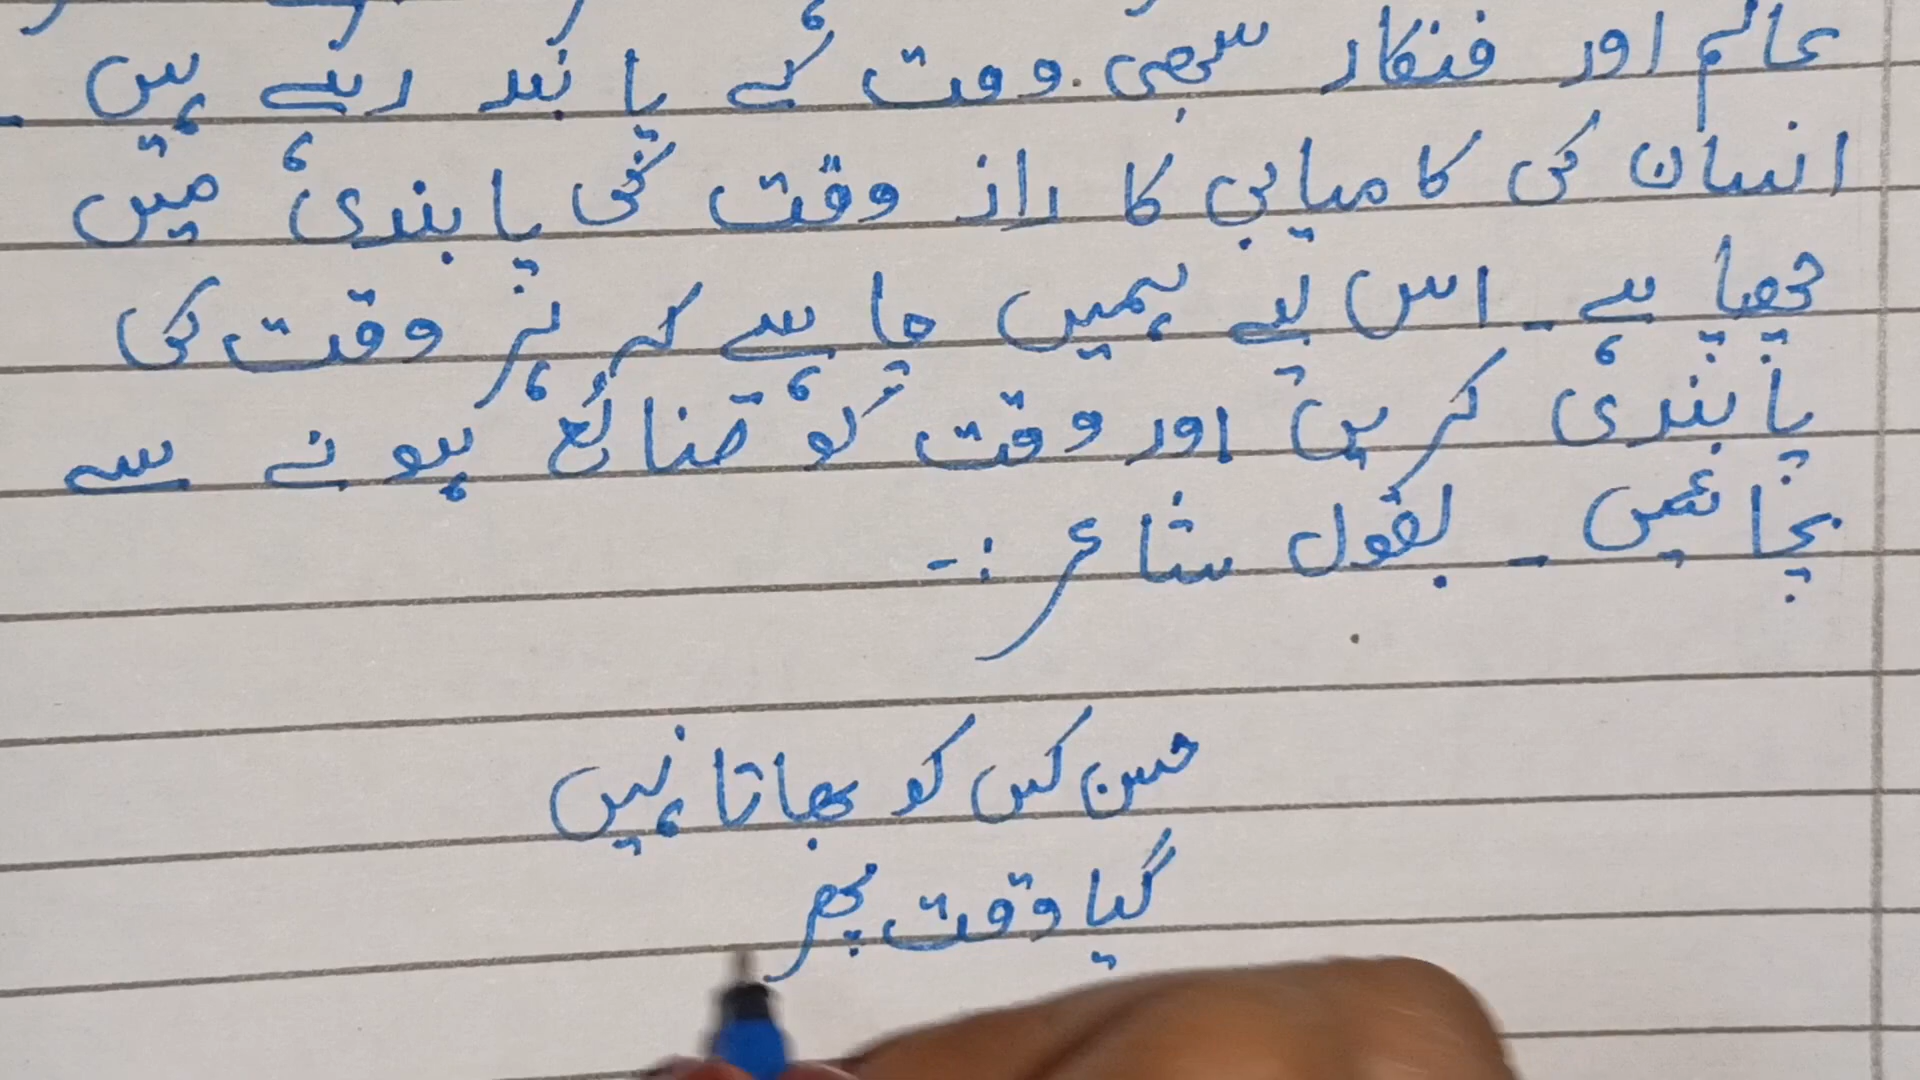 عالم اور فنکار سبھی وقت کے پابند رہے ہیں ۔
انسان کی کامیابی کا راز وقت کی پابندی میں
چھپا ہے ۔ اس لیے ہمیں چاہیے کہ ہر وقت کی
پابندی کریں اور وقت کو ضائع ہونے سے
بچائیں ۔ بقول شاعر :-
حسن کس کو بھاتا نہیں
گیا وقت پھر